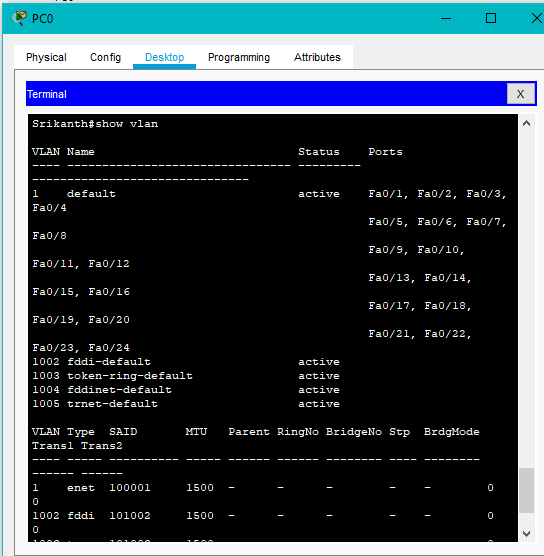 PC0
Physical Config Desktop Programming Attributes
Terminal X
Srikanth#show vlan
VLAN Name                             Status    Ports
---- -------------------------------- ---------
-------------------------------
1    default                          active    Fa0/1, Fa0/2, Fa0/3,
Fa0/4
                                                Fa0/5, Fa0/6, Fa0/7,
Fa0/8
                                                Fa0/9, Fa0/10,
Fa0/11, Fa0/12
                                                Fa0/13, Fa0/14,
Fa0/15, Fa0/16
                                                Fa0/17, Fa0/18,
Fa0/19, Fa0/20
                                                Fa0/21, Fa0/22,
Fa0/23, Fa0/24
1002 fddi-default                     active
1003 token-ring-default               active
1004 fddinet-default                  active
1005 trnet-default                    active
VLAN Type  SAID       MTU   Parent RingNo BridgeNo Stp  BrdgMode
Trans1 Trans2
---- ----- ---------- ----- ------ ------ -------- ---- --------
------ ------
1    enet  100001     1500  -      -      -        -    -        0
0
1002 fddi  101002     1500  -      -      -        -    -        0
0